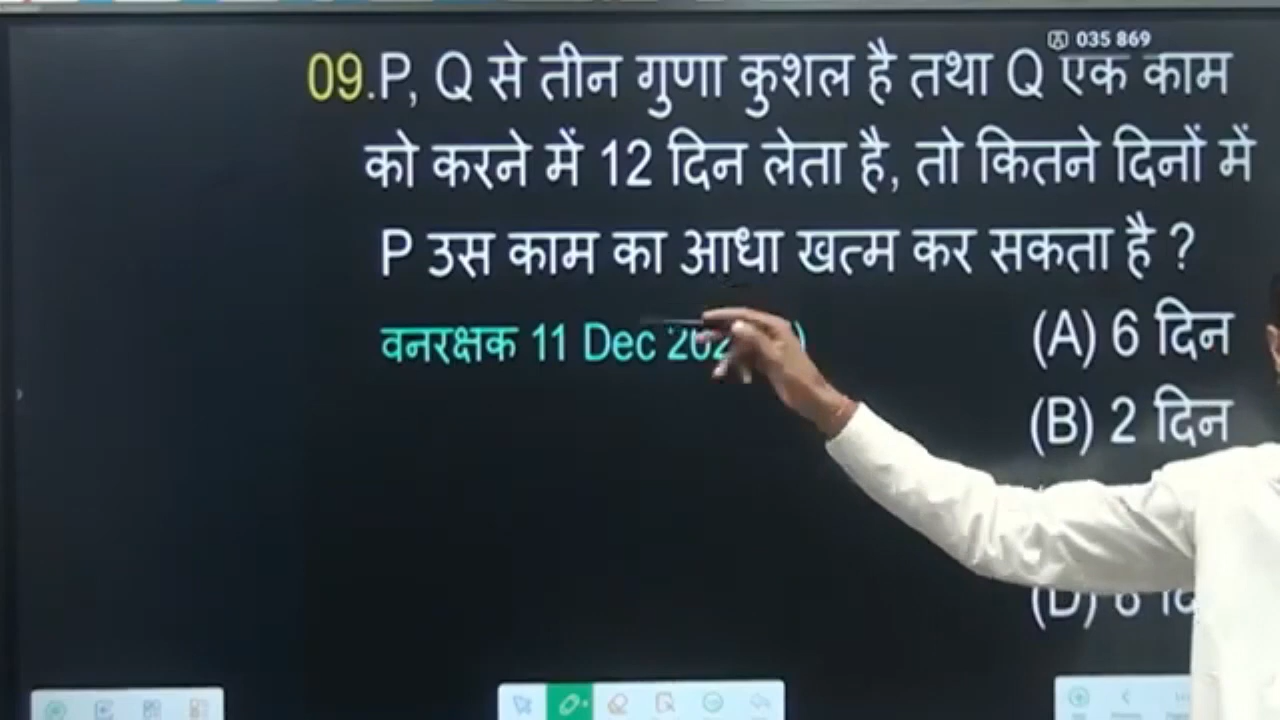 035 869
09.P, Q से तीन गुणा कुशल है तथा Q एक काम
को करने में 12 दिन लेता है, तो कितने दिनों में
P उस काम का आधा खत्म कर सकता है ?
वनरक्षक 11 Dec
(A) 6 दिन
(B) 2 दिन
(D)